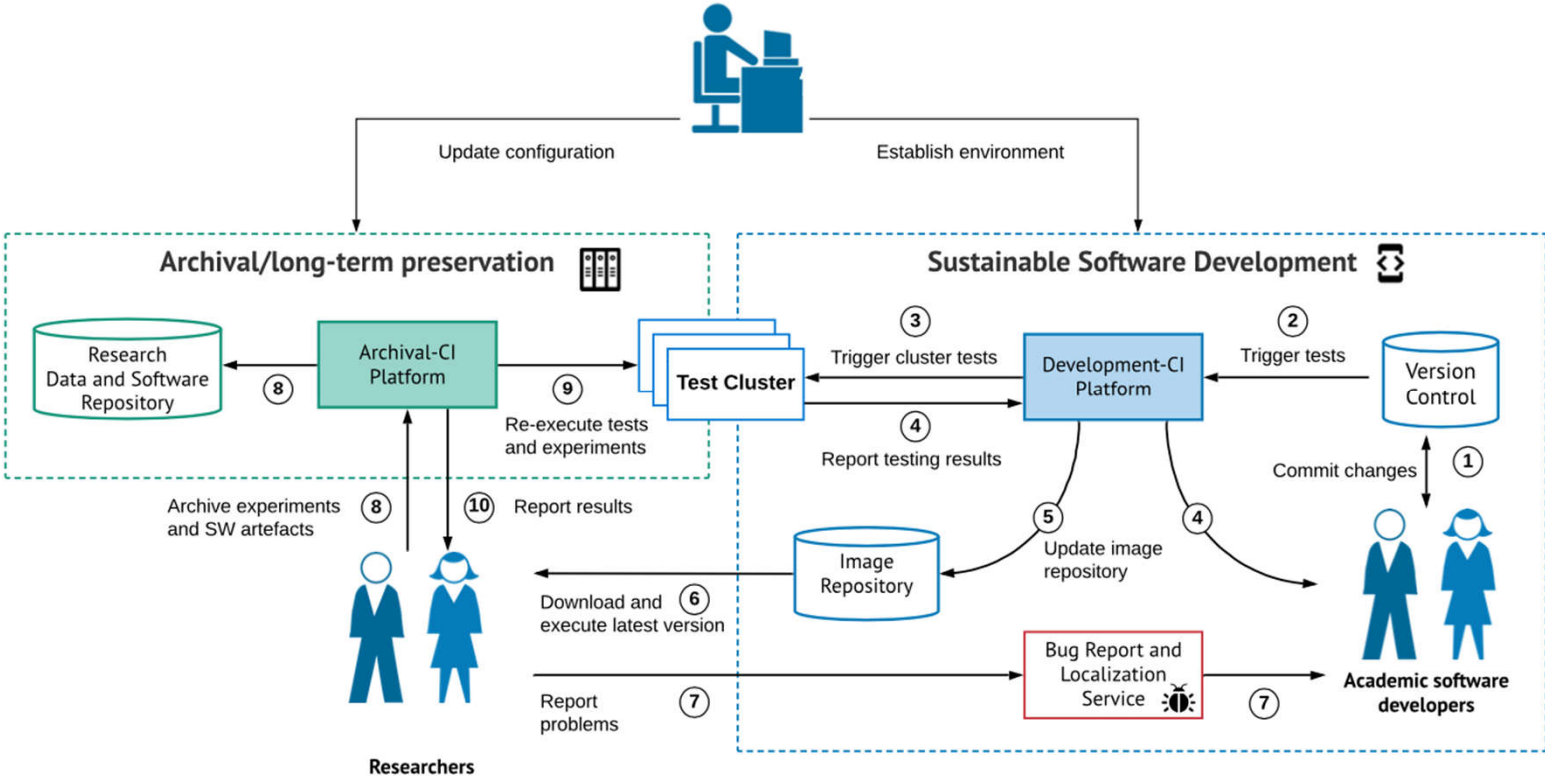 Update configuration
Establish environment
Archival/long-term preservation
Sustainable Software Development
Research
Data and Software
Repository
8
Archival-CI
Platform
9
Re-execute tests
and experiments
Test Cluster
3
Trigger cluster tests
4
Report testing results
Development-CI
Platform
2
Trigger tests
Version
Control
Commit changes
1
Archive experiments
and SW artefacts
8
10
Report results
5
Update image
repository
4
Image
Repository
Download and
execute latest version
6
Report
problems
7
Bug Report and
Localization
Service
7
Academic software
developers
Researchers